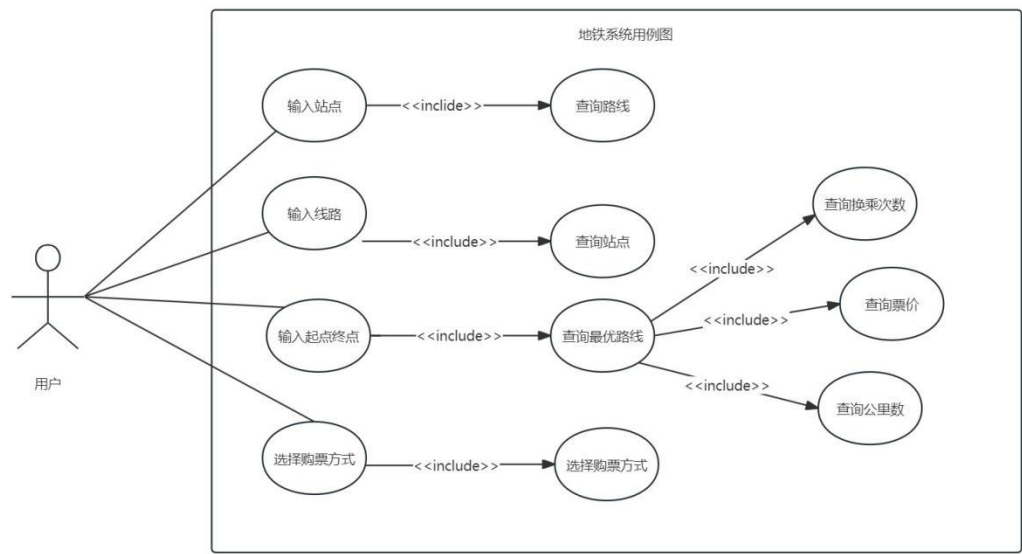 地铁系统用例图
输入站点
<<inclide>>
查询路线
输入线路
<<include>>
查询站点
查询换乘次数
<<include>>
用户
输入起点终点
<<include>>
查询最优路线
<<include>>
查询票价
<<include>>
查询公里数
选择购票方式
<<include>>
选择购票方式